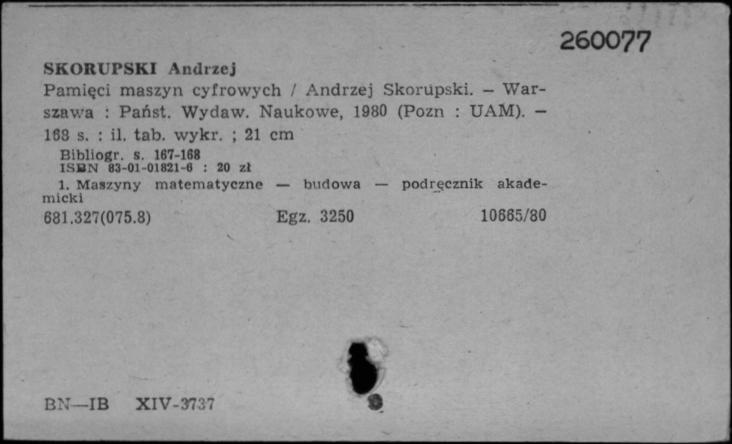 260077
SKORUPSKI Andrzej
Pamięci maszyn cyfrowych / Andrzej Skorupski. — War-
szawa : Państ. Wydaw. Naukowe, 1980 (Pozn : UAM). —
168 s. : il. tab. wykr. ; 21 cm
Bibliogr. s. 167-168
ISBN 83-01-01821-6 : 20 zł
1. Maszyny matematyczne — budowa — podręcznik akade-
micki
681.327(075.8) Egz. 3250 10665/80
BN—IB XIV-3737